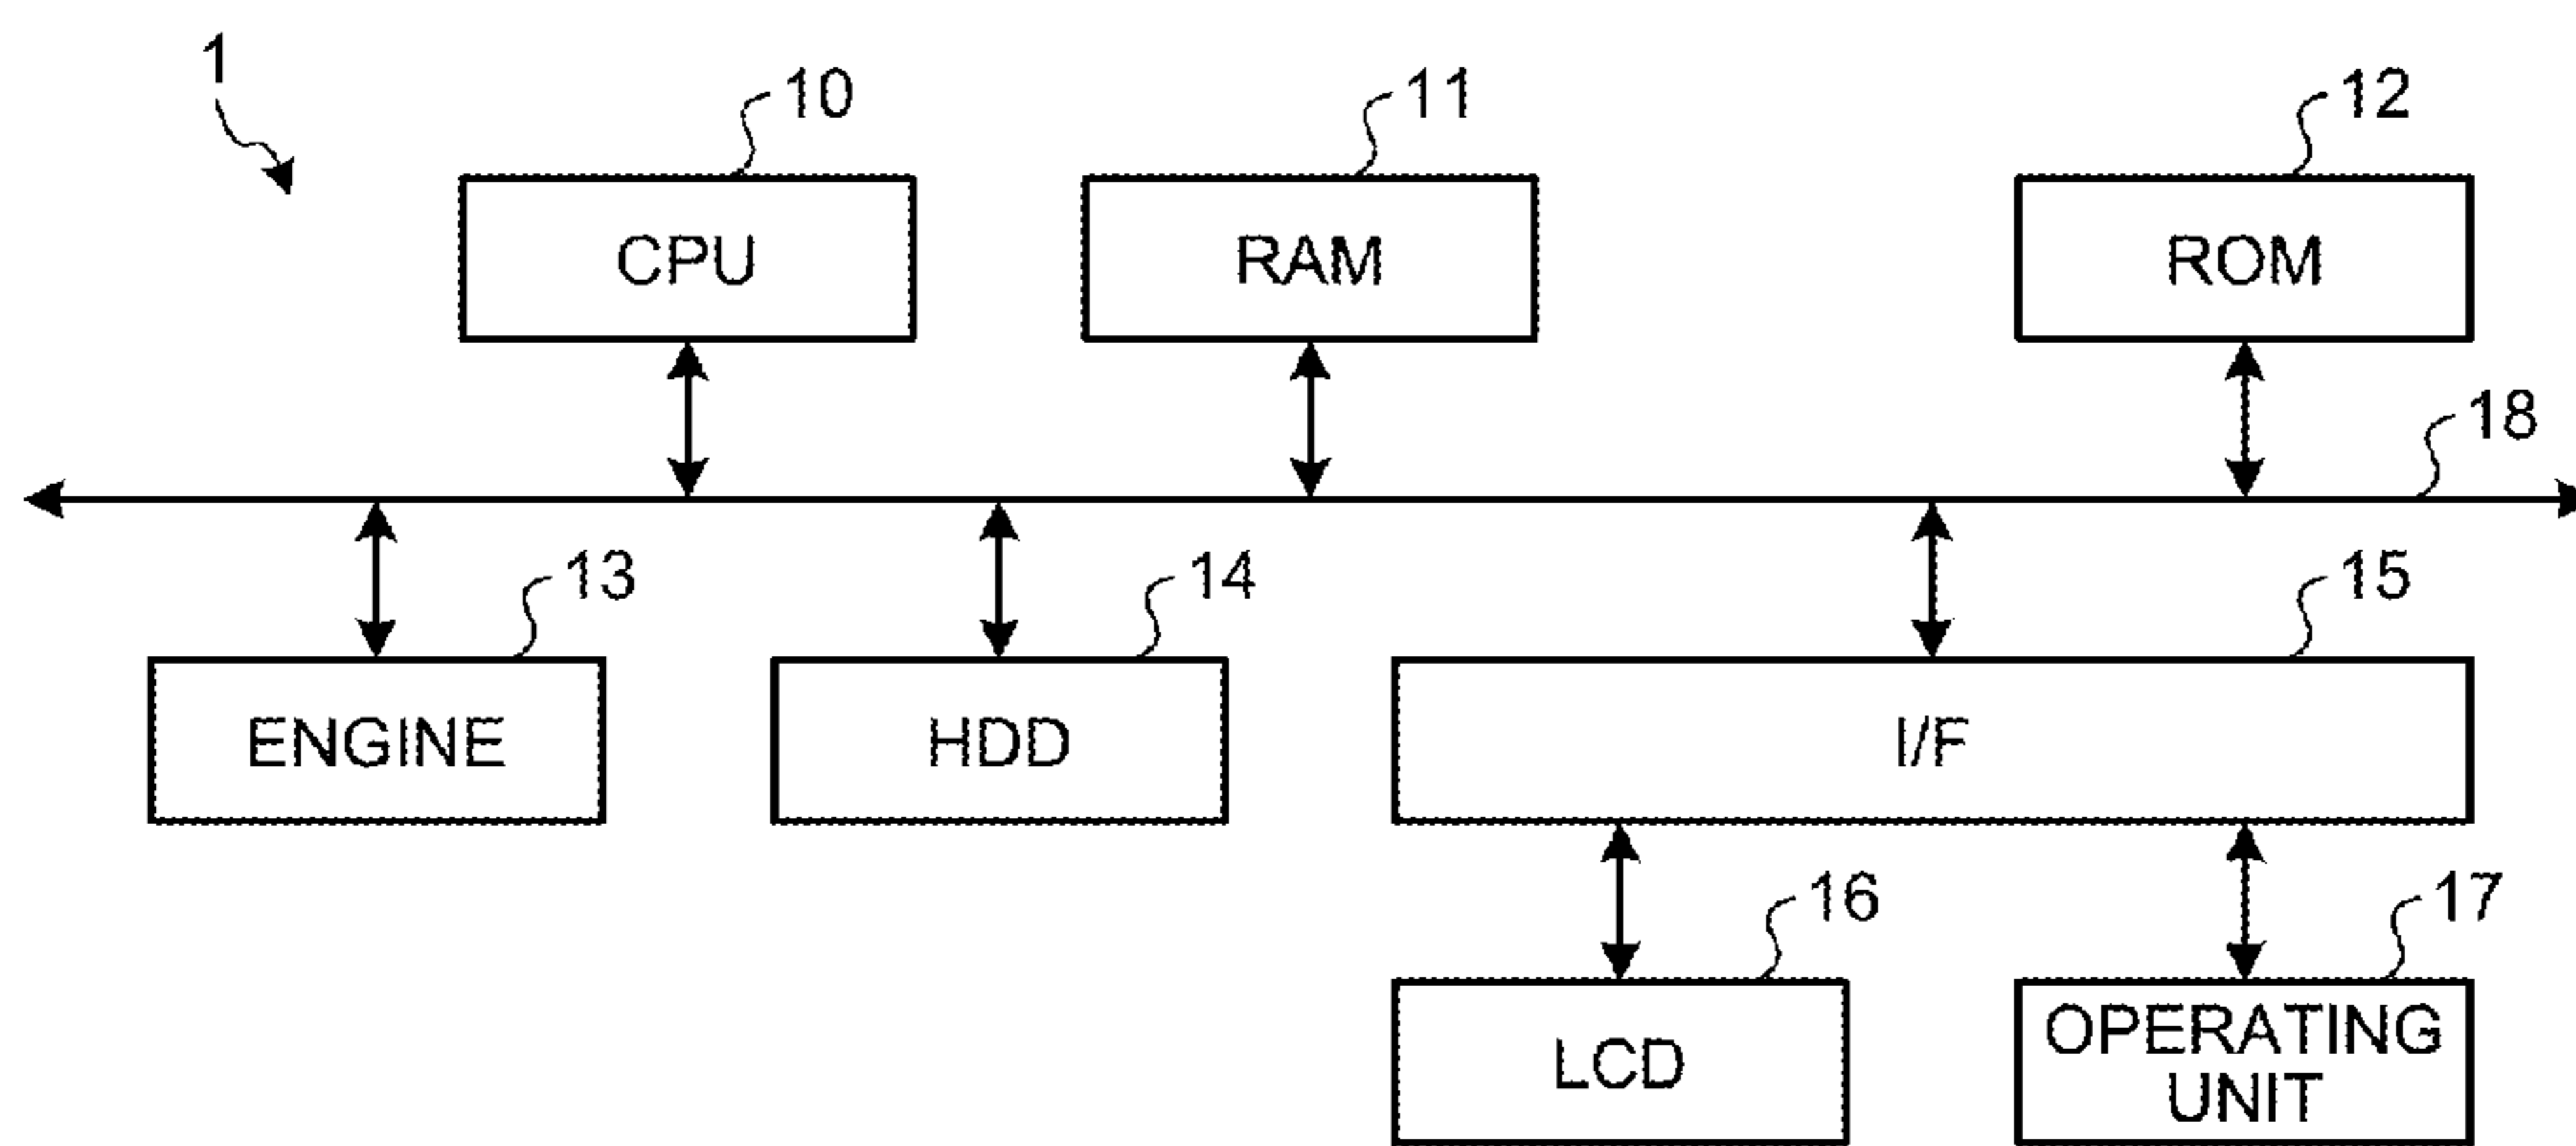 1
10
11
12
CPU
RAM
ROM
18
13
14
15
ENGINE
HDD
I/F
16
17
LCD
OPERATING
UNIT